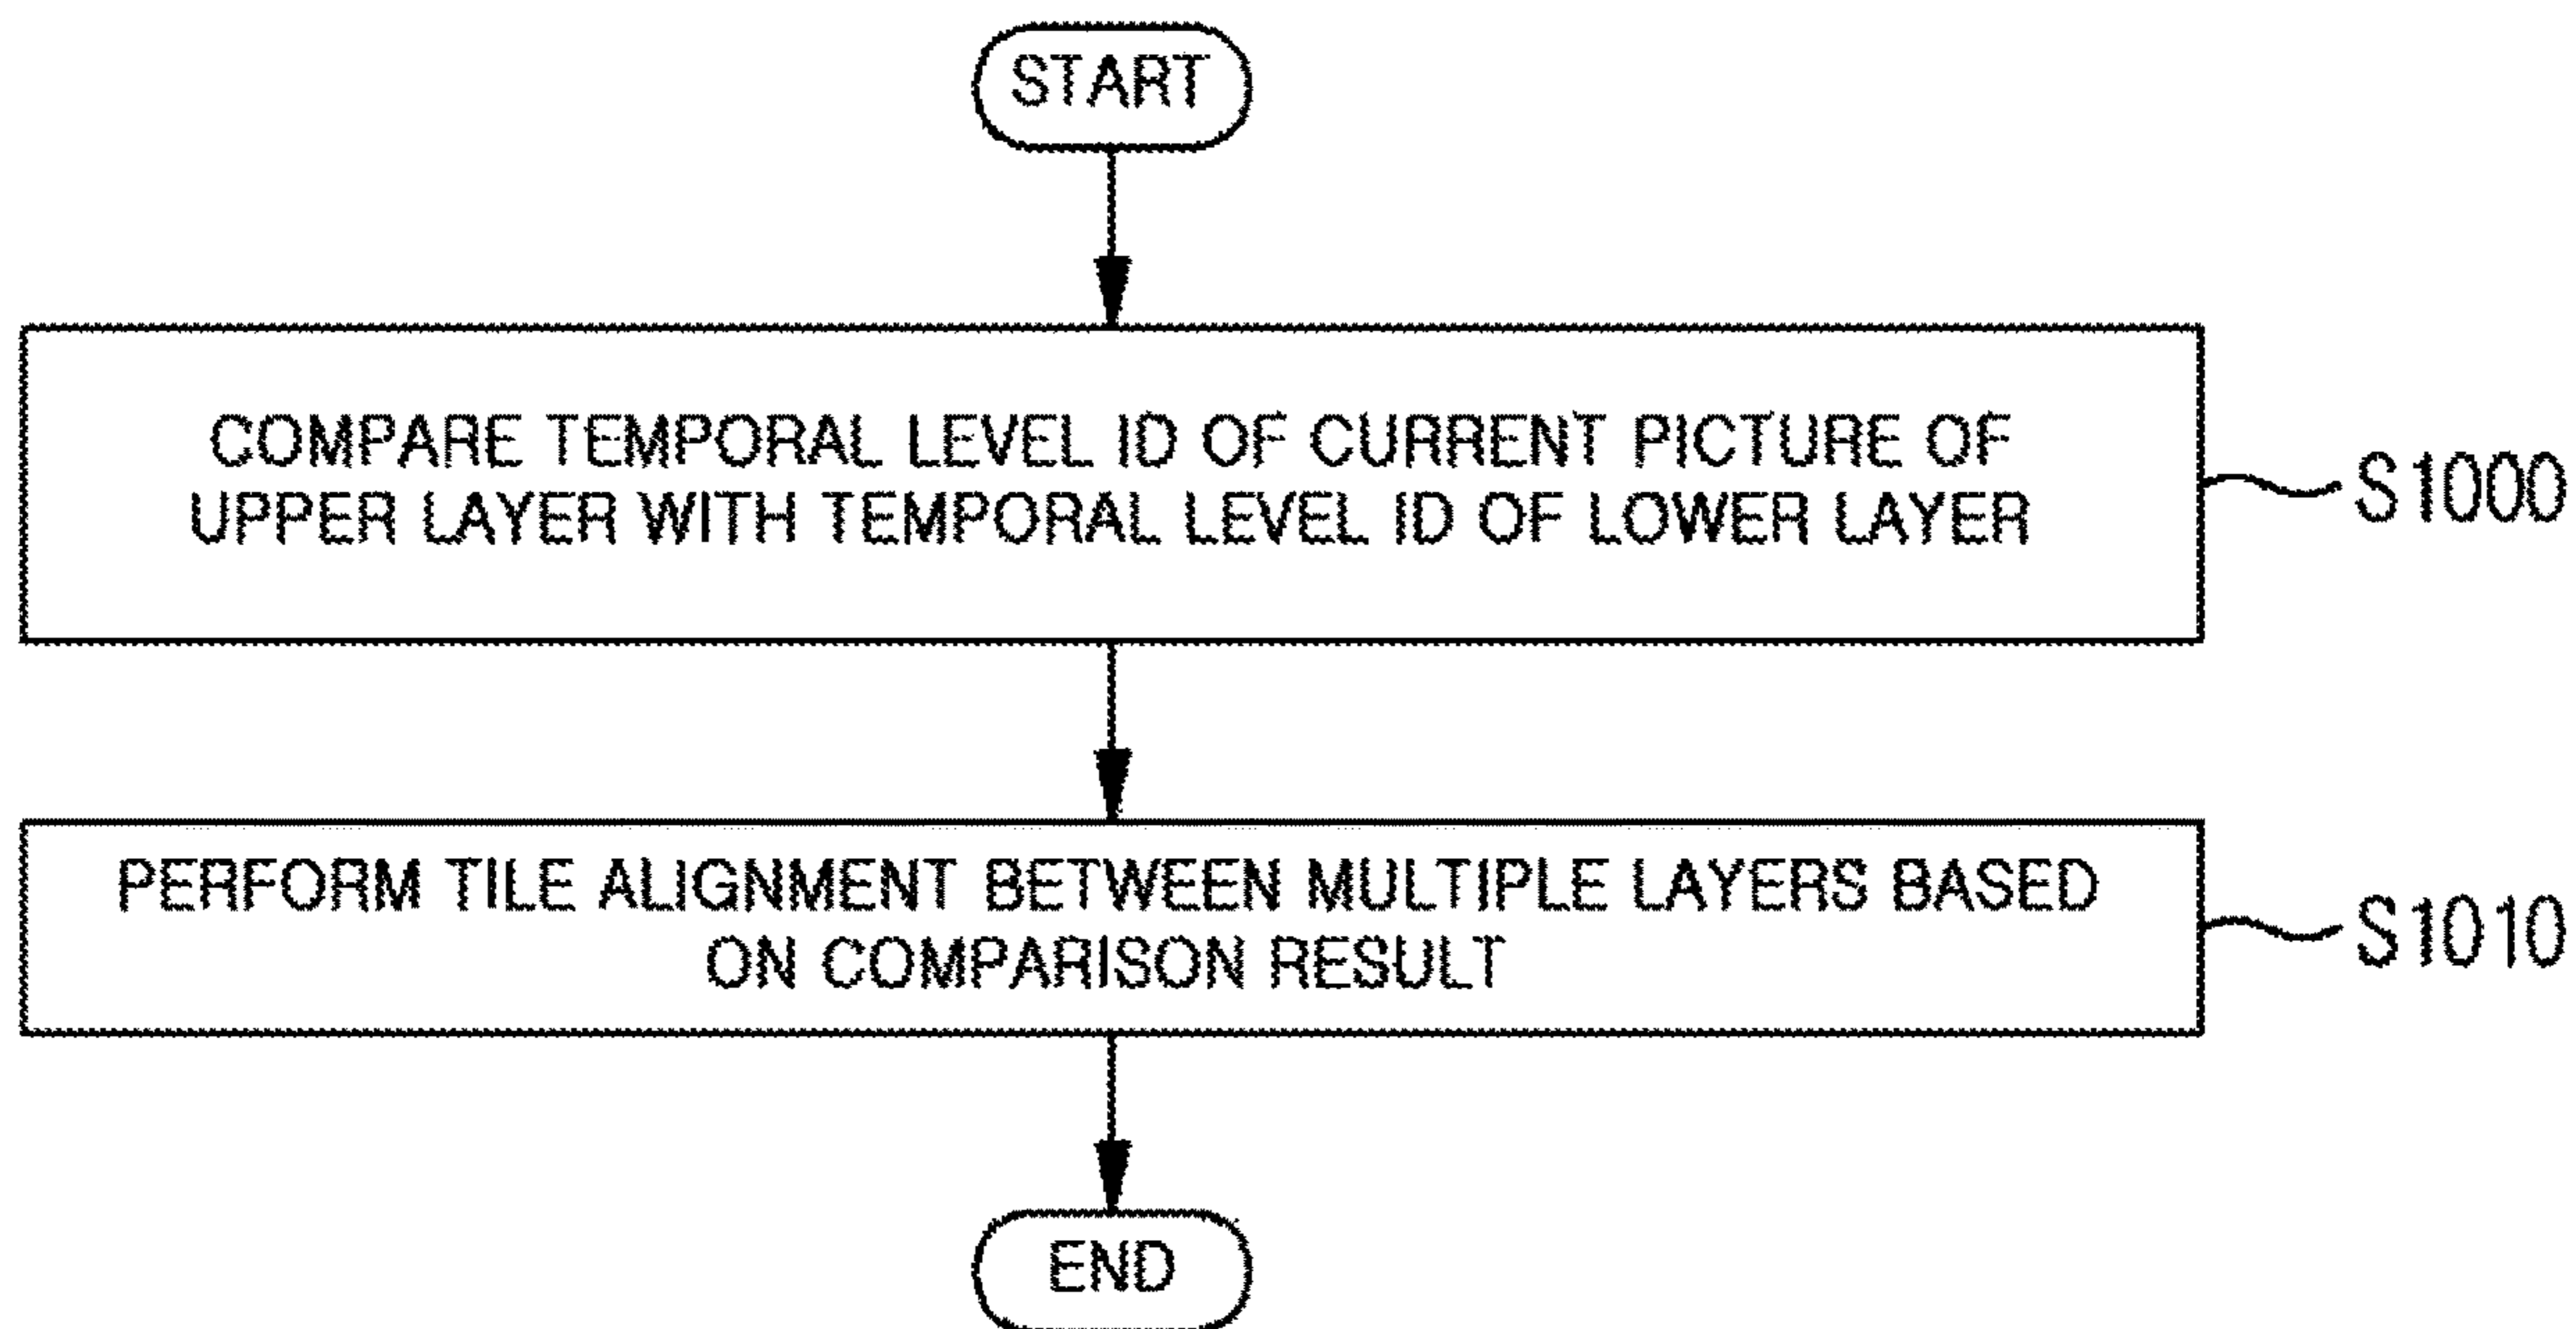 START
COMPARE TEMPORAL LEVEL ID OF CURRENT PICTURE OF
UPPER LAYER WITH TEMPORAL LEVEL ID OF LOWER LAYER
S1000
PERFORM TILE ALIGNMENT BETWEEN MULTIPLE LAYERS BASED
ON COMPARISON RESULT
S1010
END